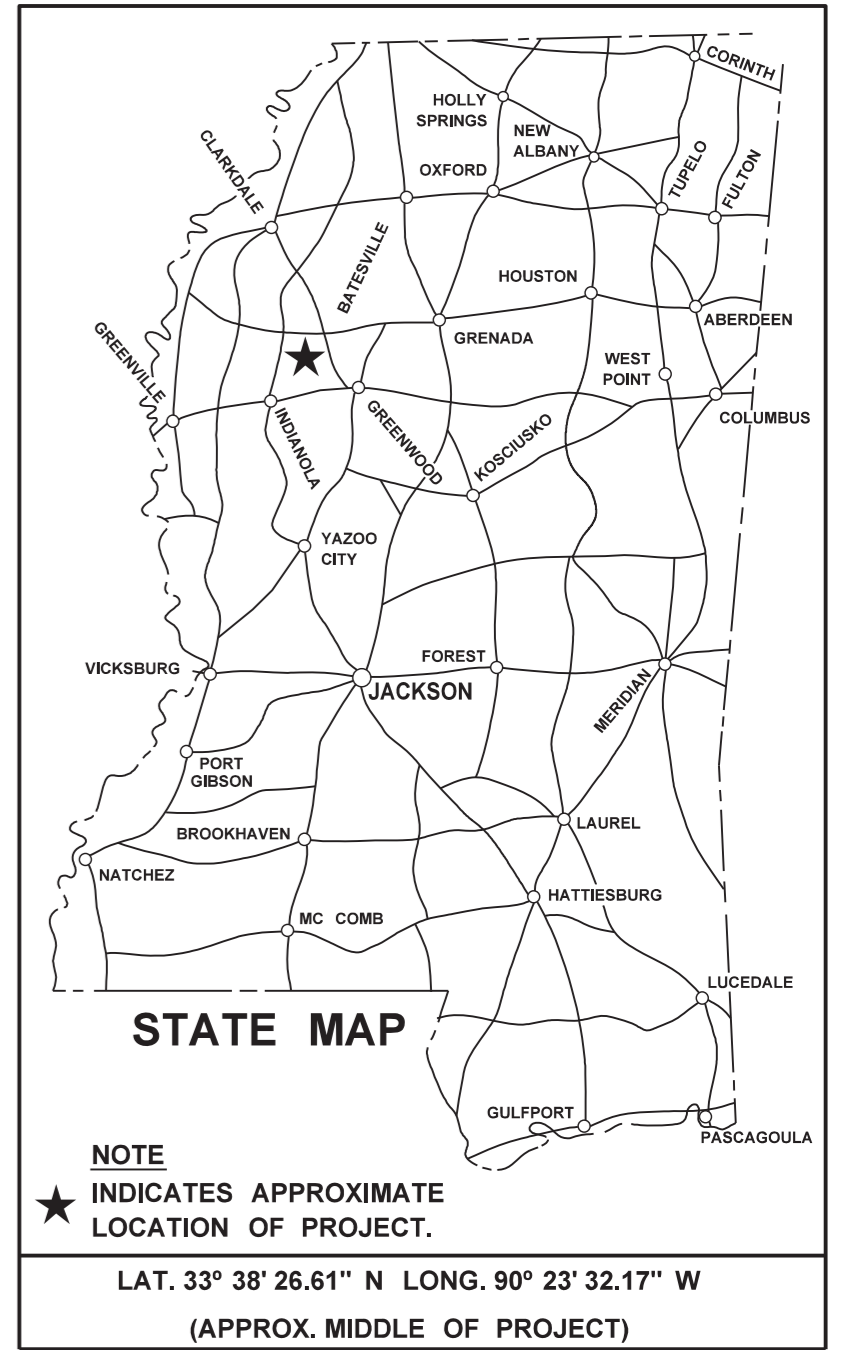 CORINTH
HOLLY
SPRINGS
NEW
ALBANY
CLARKDALE
OXFORD
TUPELO
FULTON
BATESVILLE
HOUSTON
GREENVILLE
ABERDEEN
GRENADA
WEST
POINT
COLUMBUS
INDIANOLA
GREENWOOD
KOSCIUSKO
YAZOO
CITY
VICKSBURG
FOREST
JACKSON
MERIDIAN
PORT
GIBSON
BROOKHAVEN
LAUREL
NATCHEZ
HATTIESBURG
MC COMB
LUCEDALE
STATE MAP
GULFPORT
PASCAGOULA
NOTE
INDICATES APPROXIMATE
LOCATION OF PROJECT.
LAT. 33º 38' 26.61" N LONG. 90º 23' 32.17" W
(APPROX. MIDDLE OF PROJECT)